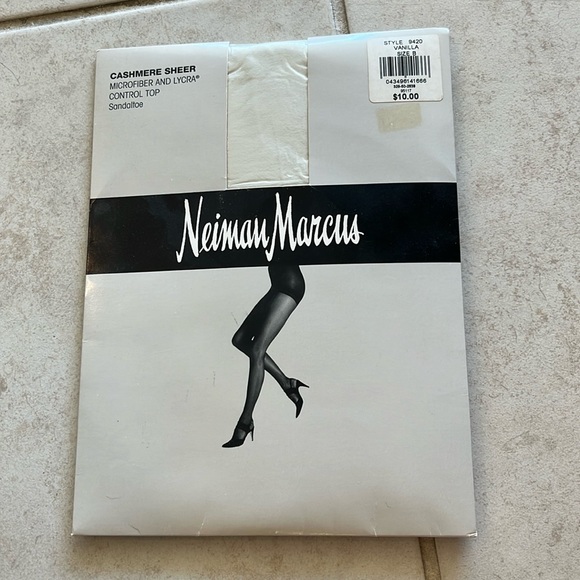 CASHMERE SHEER
MICROFIBER AND LYCRA®
CONTROL TOP
Sandaltoe
STYLE 9420
VANILLA
SIZE B
043496141666
$10.00
Neiman Marcus